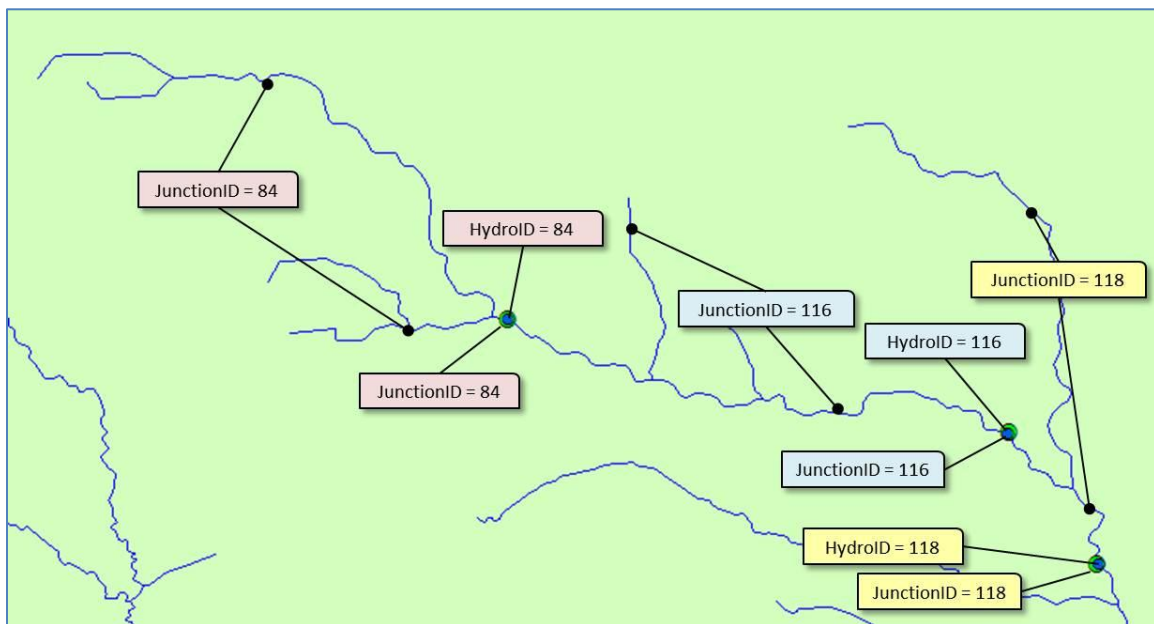 JunctionID = 84
HydroID = 84
JunctionID = 118
JunctionID = 116
HydroID = 116
JunctionID = 84
JunctionID = 116
HydroID = 118
JunctionID = 118